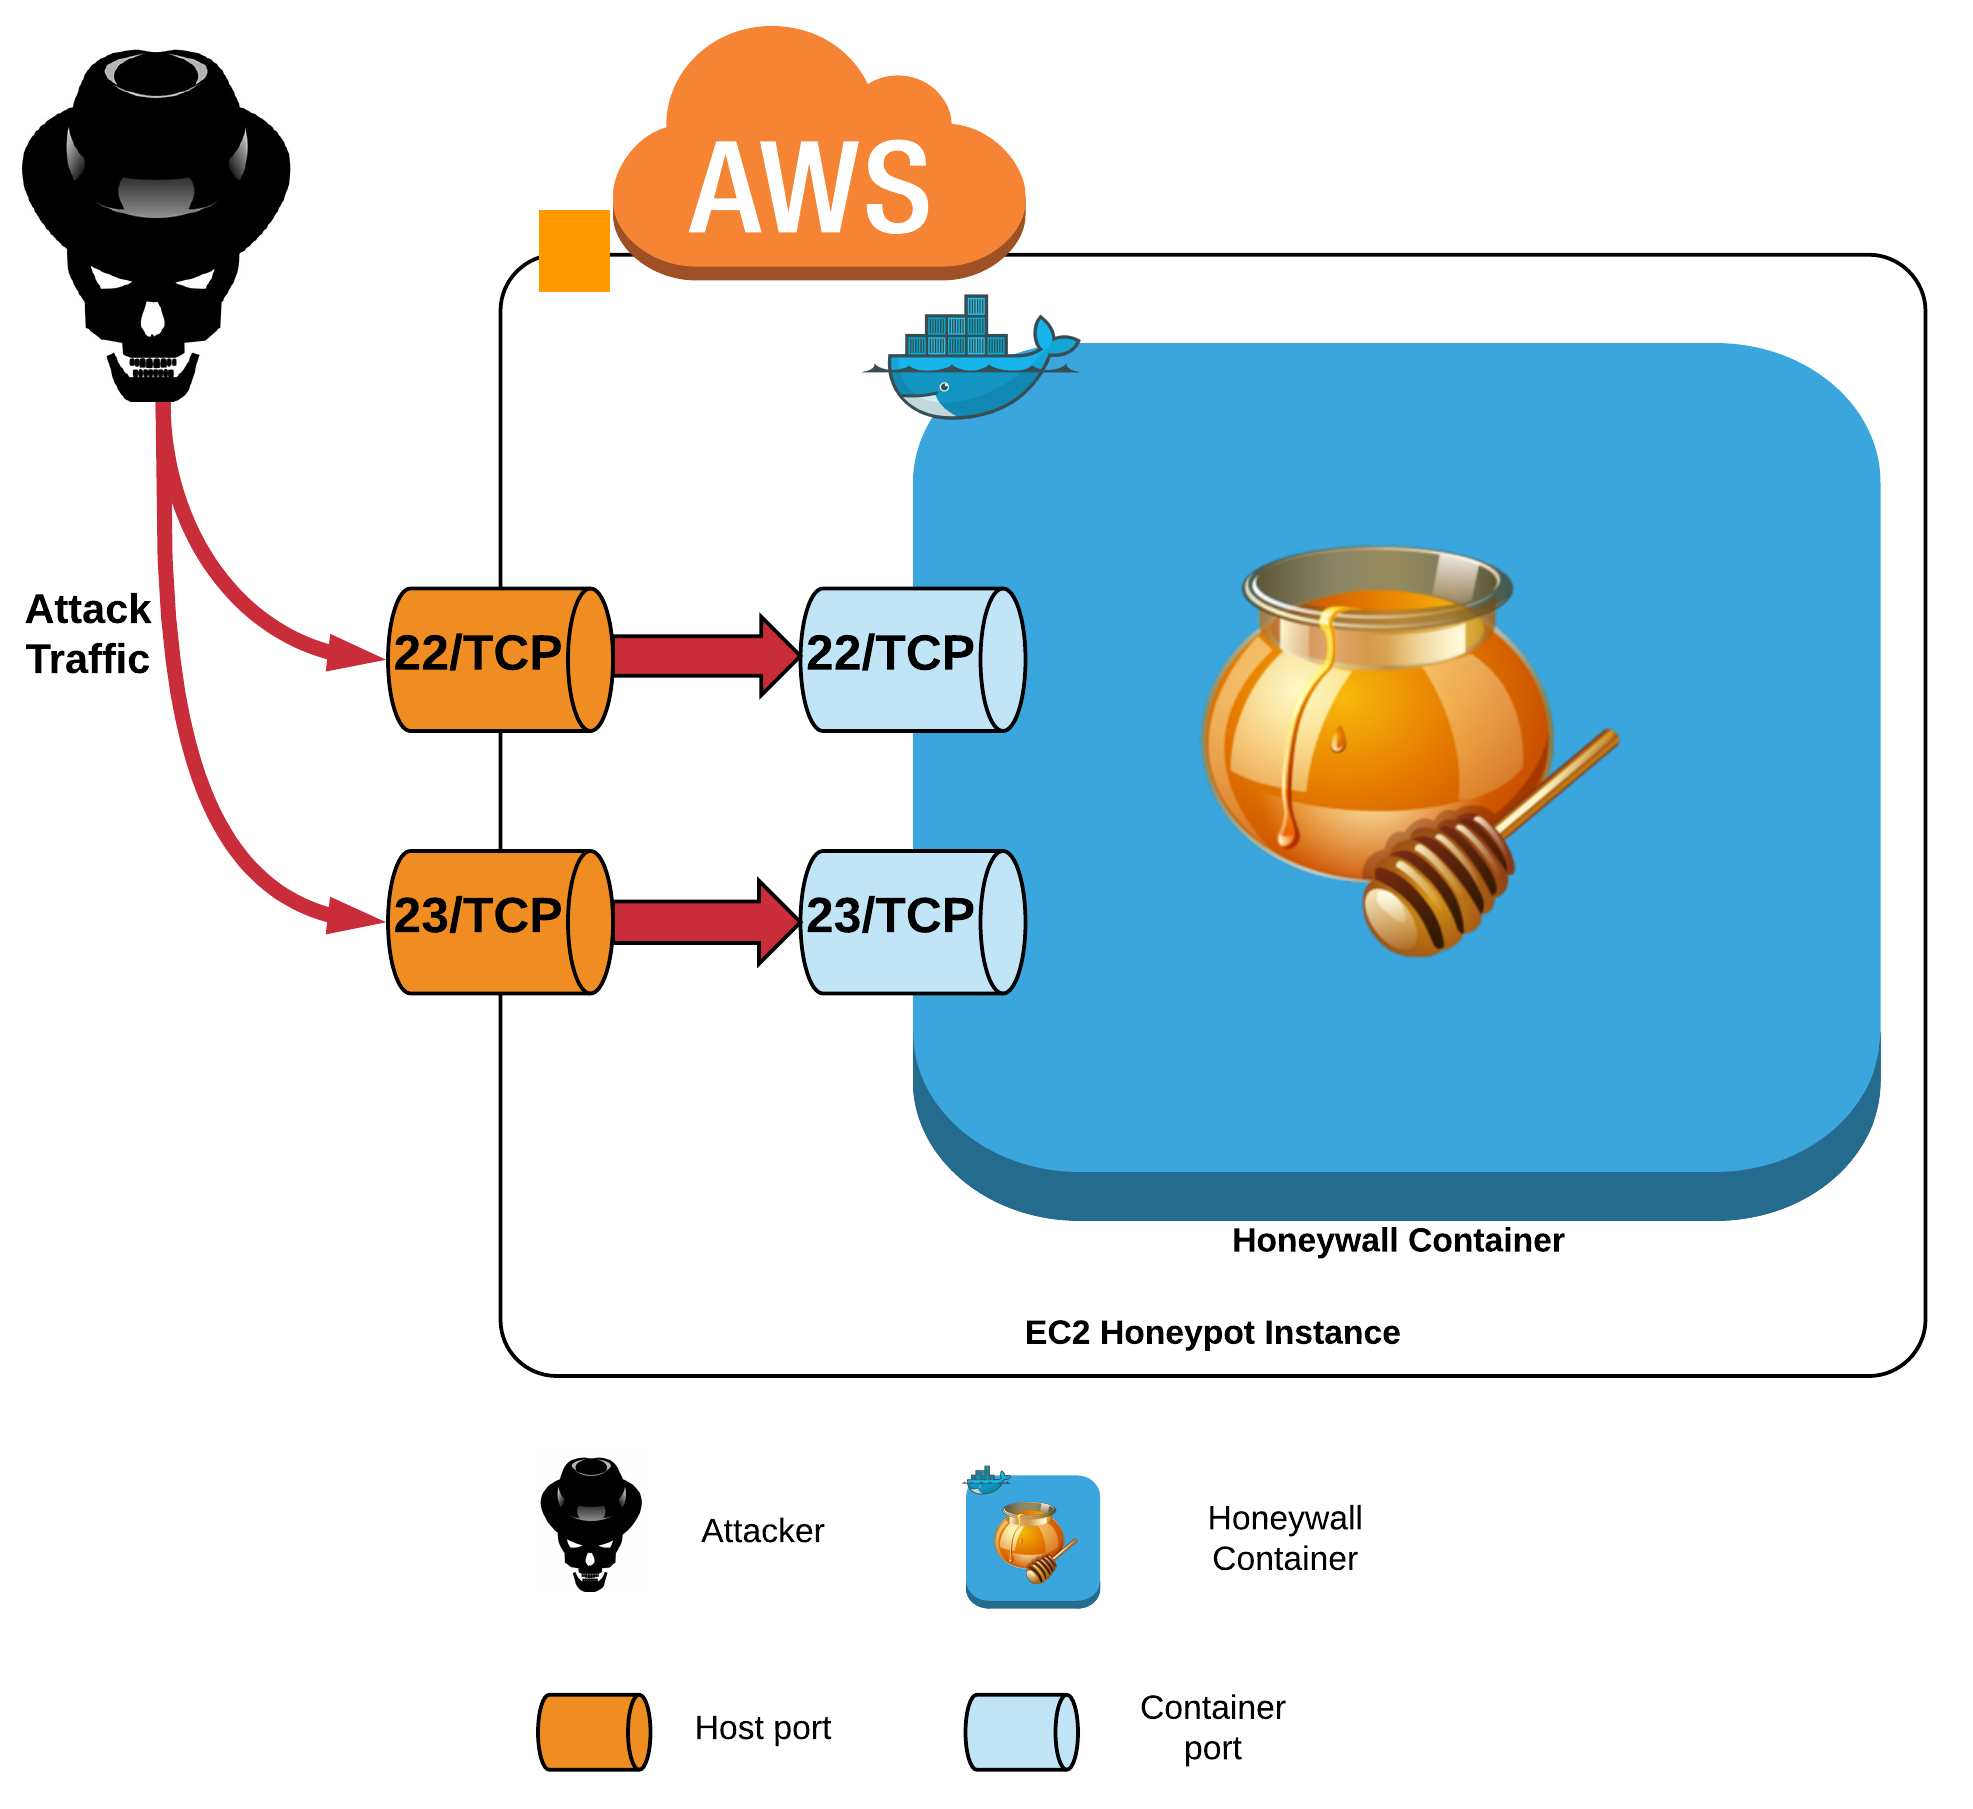 AWS
Attack
Traffic
22/TCP
22/TCP
23/TCP
23/TCP
Honeywall Container
EC2 Honeypot Instance
Attacker
Honeywall
Container
Host port
Container
port